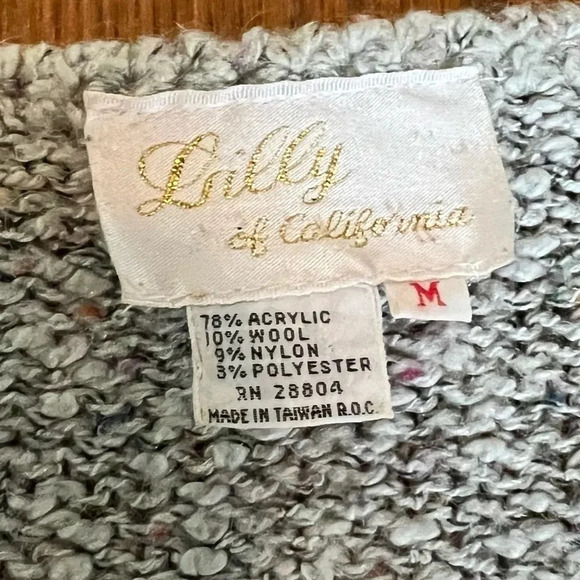 Lilly
of California
M
78% ACRYLIC
10% WOOL
9% NYLON
3% POLYESTER
RN 28804
MADE IN TAIWAN R.O.C.